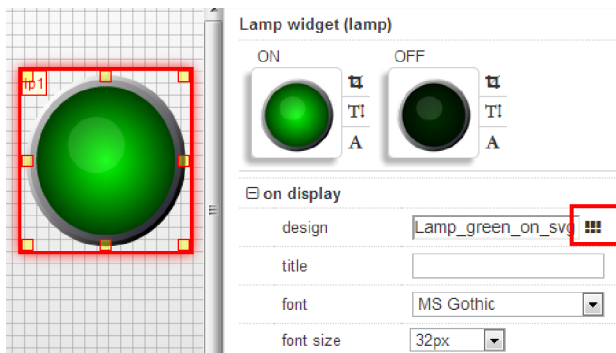 Lamp widget (lamp)
ON OFF
lp1
T
T
A
A
on display
design Lamp_green_on_svg
title
font MS Gothic
font size 32px